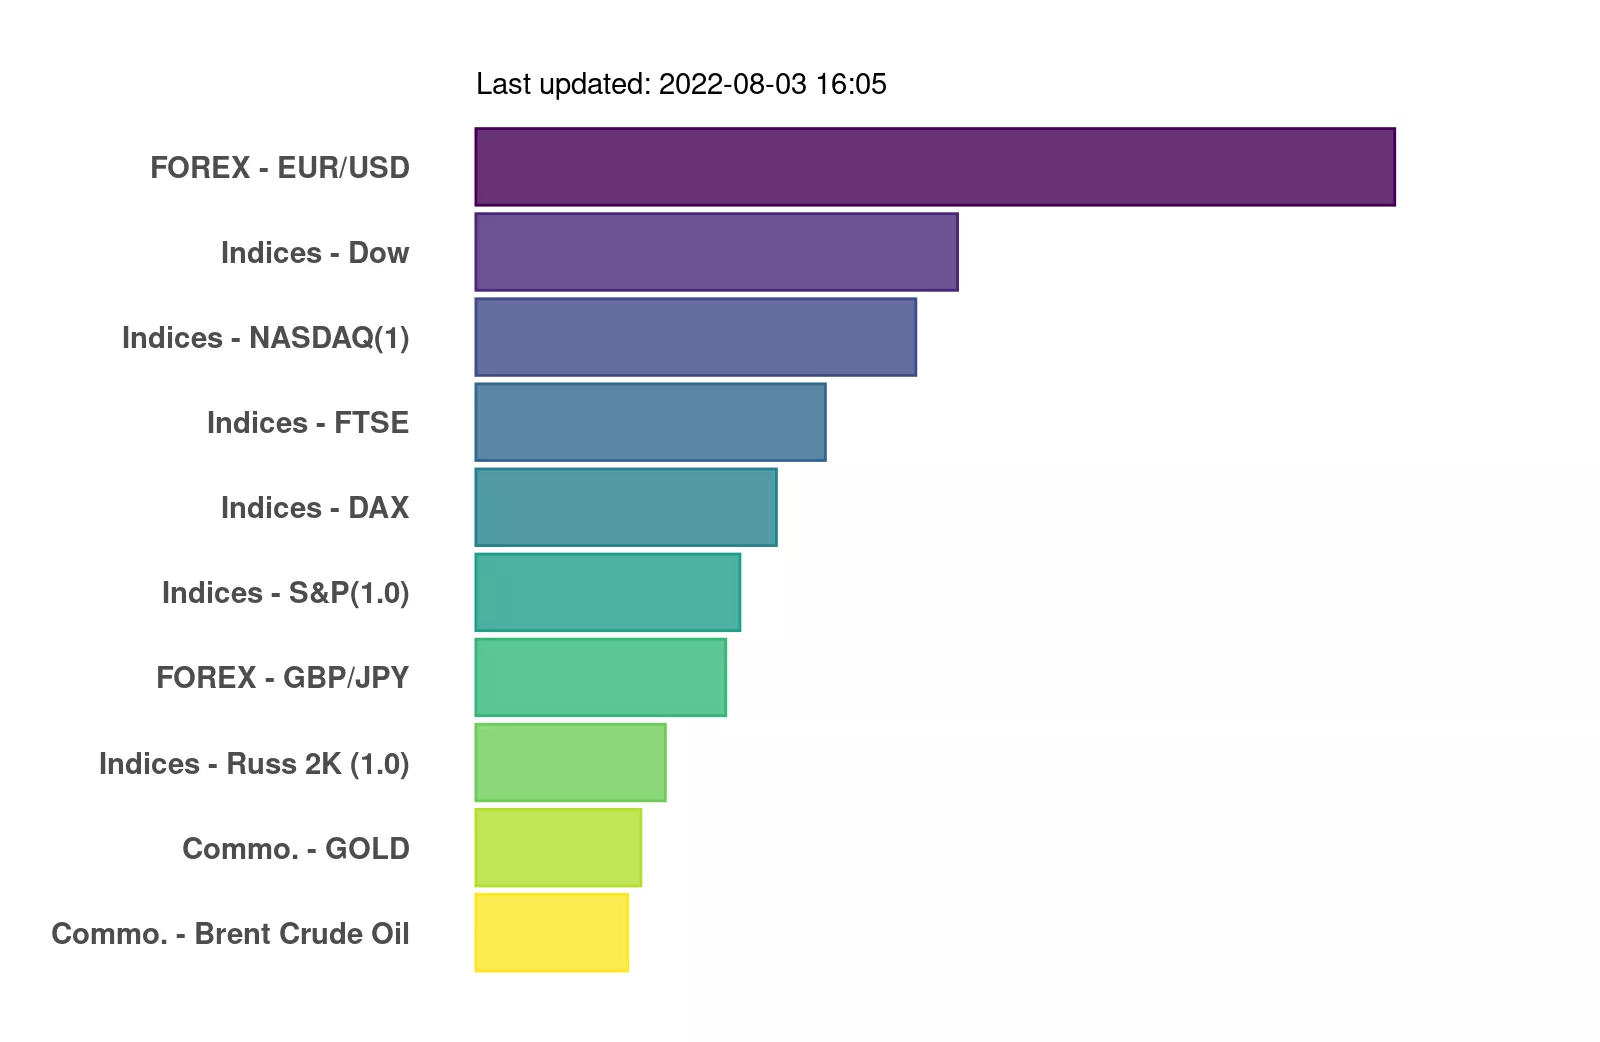 Last updated: 2022-08-03 16:05
FOREX - EUR/USD
Indices - Dow
Indices - NASDAQ(1)
Indices - FTSE
Indices - DAX
Indices - S&P(1.0)
FOREX - GBP/JPY
Indices - Russ 2K (1.0)
Commo. - GOLD
Commo. - Brent Crude Oil